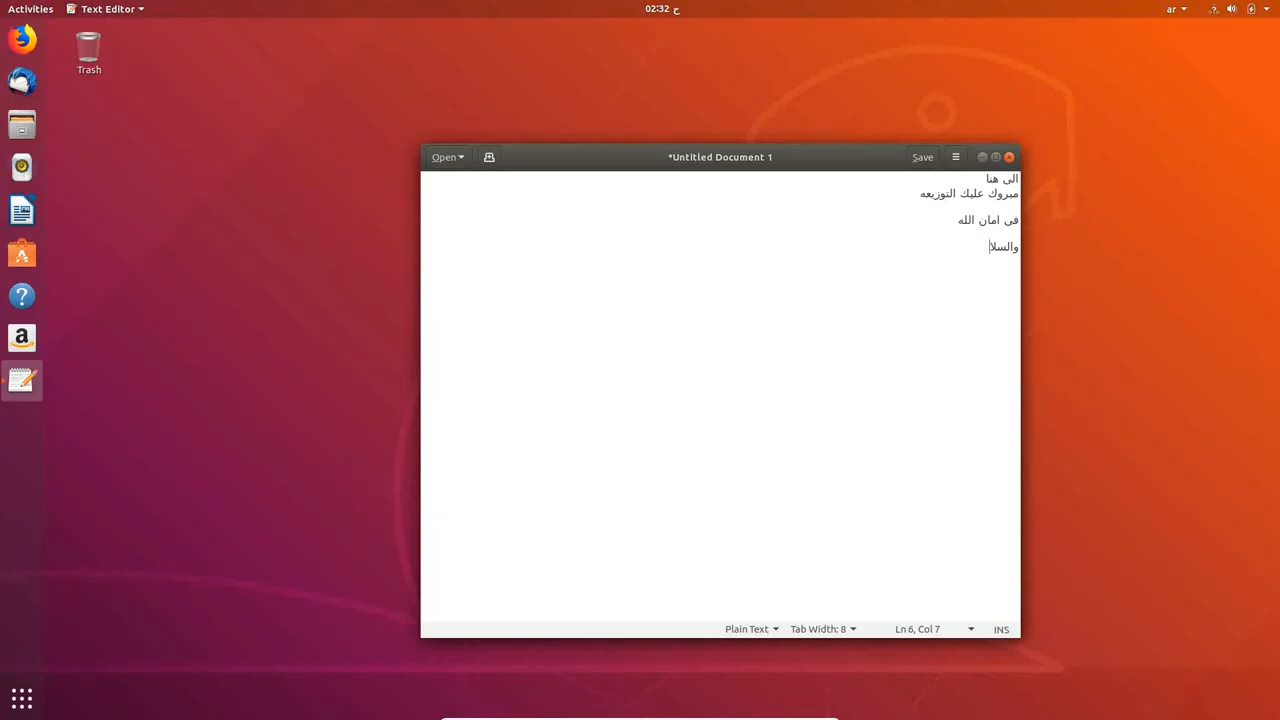 Activities
Text Editor
ح 02:32
ar
Trash
Open
*Untitled Document 1
Save
الى هنا
مبروك عليك التوزيعه
فى امان الله
والسلا
Plain Text
Tab Width: 8
Ln 6, Col 7
INS